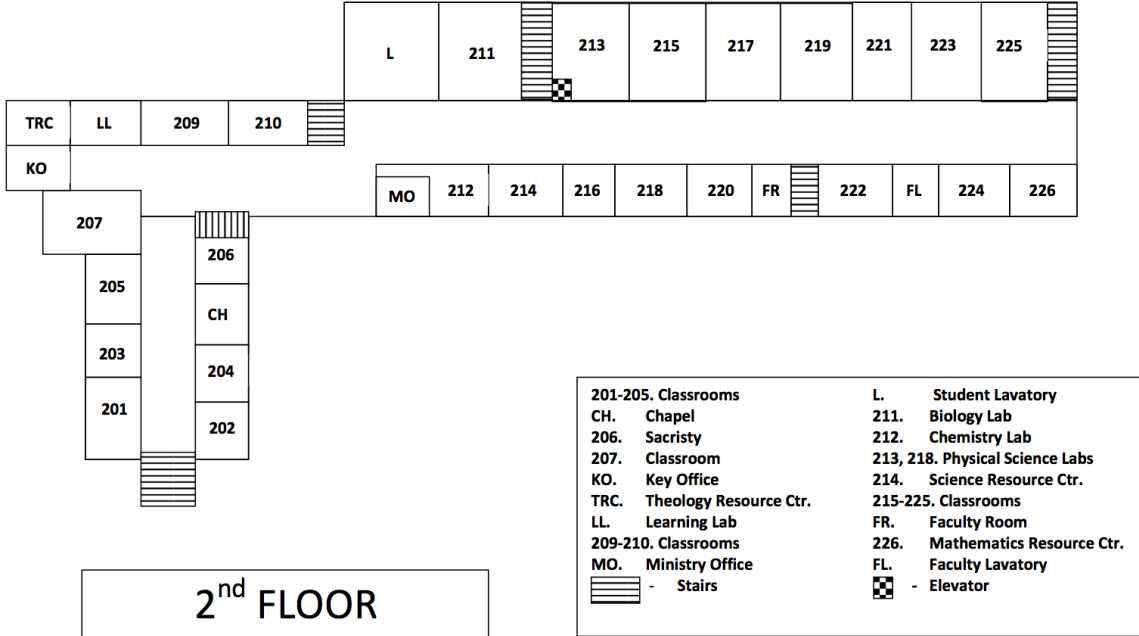 L
211
213
215
217
219
221
223
225
TRC
LL
209
210
KO
MO
212
214
216
218
220
FR
222
FL
224
226
207
206
205
CH
203
204
201
202
201-205. Classrooms
CH. Chapel
206. Sacristy
207. Classroom
KO. Key Office
TRC. Theology Resource Ctr.
LL. Learning Lab
209-210. Classrooms
MO. Ministry Office
- Stairs
L. Student Lavatory
211. Biology Lab
212. Chemistry Lab
213, 218. Physical Science Labs
214. Science Resource Ctr.
215-225. Classrooms
FR. Faculty Room
226. Mathematics Resource Ctr.
FL. Faculty Lavatory
- Elevator
2nd FLOOR